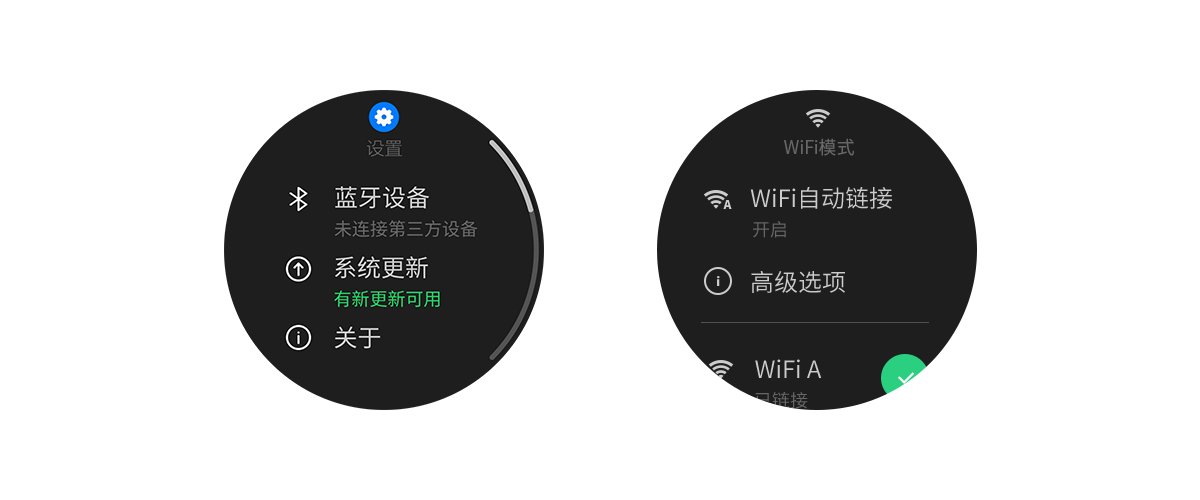 设置
蓝牙设备
未连接第三方设备
系统更新
有新更新可用
关于
WiFi模式
WiFi自动链接
开启
高级选项
WiFi A
已链接